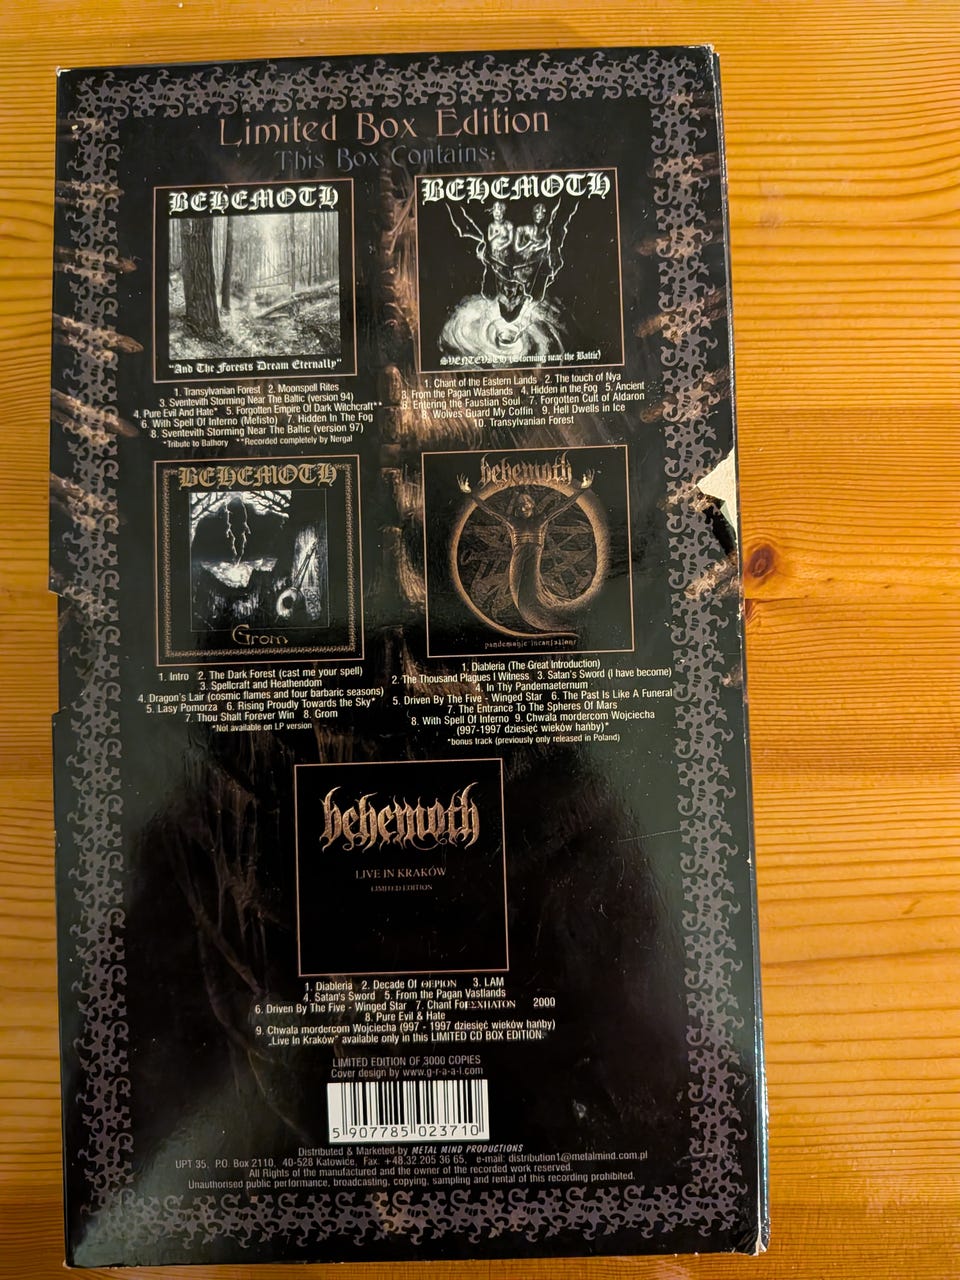 Limited Box Edition
This Box Contains:
BEHEMOTH
"And The Forests Dream Eternally"
1. Transylvanian Forest 2. Moonspell Rites
3. Sventevith Storming Near The Baltic (version 94)
4. Pure Evil And Hate* 5. Forgotten Empire Of Dark Witchcraft**
6. With Spell Of Inferno (Mefisto) 7. Hidden In The Fog
8. Sventevith Storming Near The Baltic (version 97)
*Tribute to Bathory **Recorded completely by Nergal
BEHEMOTH
SVENTEVITH (Storming near the Baltic)
1. Chant of the Eastern Lands 2. The touch of Nya
3. From the Pagan Wastlands 4. Hidden in the Fog 5. Ancient
6. Entering the Faustian Soul 7. Forgotten Cult of Aldaron
8. Wolves Guard My Coffin 9. Hell Dwells in Ice
10. Transylvanian Forest
BEHEMOTH
Grom
1. Intro 2. The Dark Forest (cast me your spell)
3. Spellcraft and Heathendom
4. Dragon's Lair (cosmic flames and four barbaric seasons)
5. Lasy Pomorza 6. Rising Proudly Towards the Sky*
7. Thou Shalt Forever Win 8. Grom
*Not available on LP version
behemoth
pandemonic incantations
1. Diableria (The Great Introduction)
2. The Thousand Plagues I Witness 3. Satan's Sword (I have become)
4. In Thy Pandemaeternum
5. Driven By The Five - Winged Star 6. The Past Is Like A Funeral
7. The Entrance To The Spheres Of Mars
8. With Spell Of Inferno 9. Chwala mordercom Wojciecha
(997-1997 dziesięć wieków hańby)*
*bonus track (previously only released in Poland)
behemoth
LIVE IN KRAKÓW
LIMITED EDITION
1. Diableria 2. Decade Of ΘΕΡΙΟΝ 3. LAM
4. Satan's Sword 5. From the Pagan Vastlands
6. Driven By The Five - Winged Star 7. Chant For ΕΣΧΗΑΤΟΝ 2000
8. Pure Evil & Hate
9. Chwala mordercom Wojciecha (997 - 1997 dziesięć wieków hańby)
„Live In Kraków" available only in this LIMITED CD BOX EDITION.
LIMITED EDITION OF 3000 COPIES
Cover design by www.g-r-a-a-l.com
5 907785 023710
Distributed & Marketed by METAL MIND PRODUCTIONS
UPT 35, P.O. Box 2110, 40-528 Katowice, Fax. +48.32.205 36 65, e-mail: distribution1@metalmind.com.pl
All Rights of the manufactured and the owner of the recorded work reserved.
Unauthorised public performance, broadcasting, copying, sampling and rental of this recording prohibited.